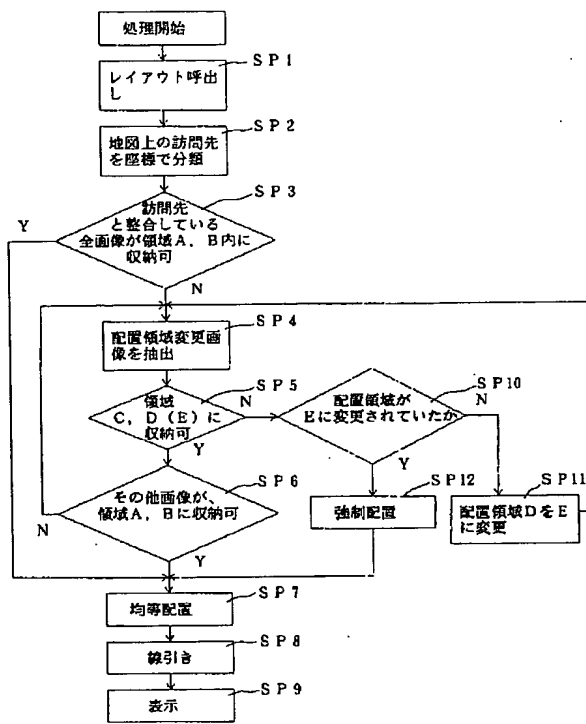 処理開始
SP1
レイアウト呼出
し
SP2
地図上の訪問先
を座標で分類
SP3
訪問先
と整合している
全画像が領域A，B内に
収納可
Y
N
SP4
配置領域変更画
像を抽出
SP5
領域
C，D（E）に
収納可
N
Y
SP10
配置領域が
Eに変更されていたか
N
Y
SP6
その他画像が、
領域A，Bに収納可
N
Y
SP12
強制配置
SP11
配置領域DをE
に変更
SP7
均等配置
SP8
線引き
SP9
表示